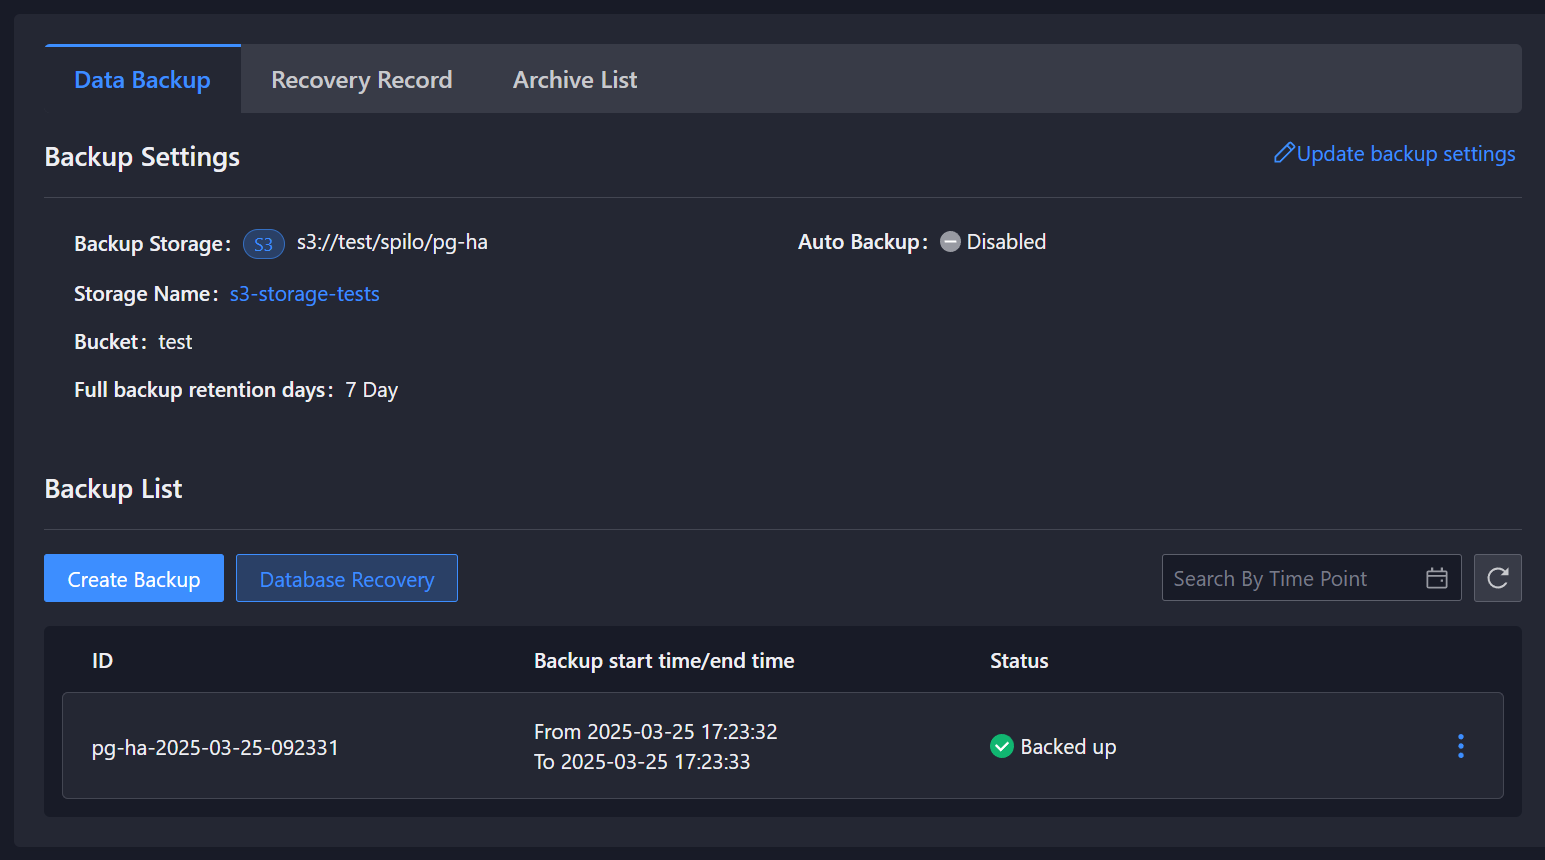 Data Backup Recovery Record Archive List
Backup Settings Update backup settings
Backup Storage: S3 s3://test/spilo/pg-ha Auto Backup: Disabled
Storage Name: s3-storage-tests
Bucket: test
Full backup retention days: 7 Day
Backup List
Create Backup Database Recovery Search By Time Point
ID Backup start time/end time Status
From 2025-03-25 17:23:32
pg-ha-2025-03-25-092331 Backed up
To 2025-03-25 17:23:33